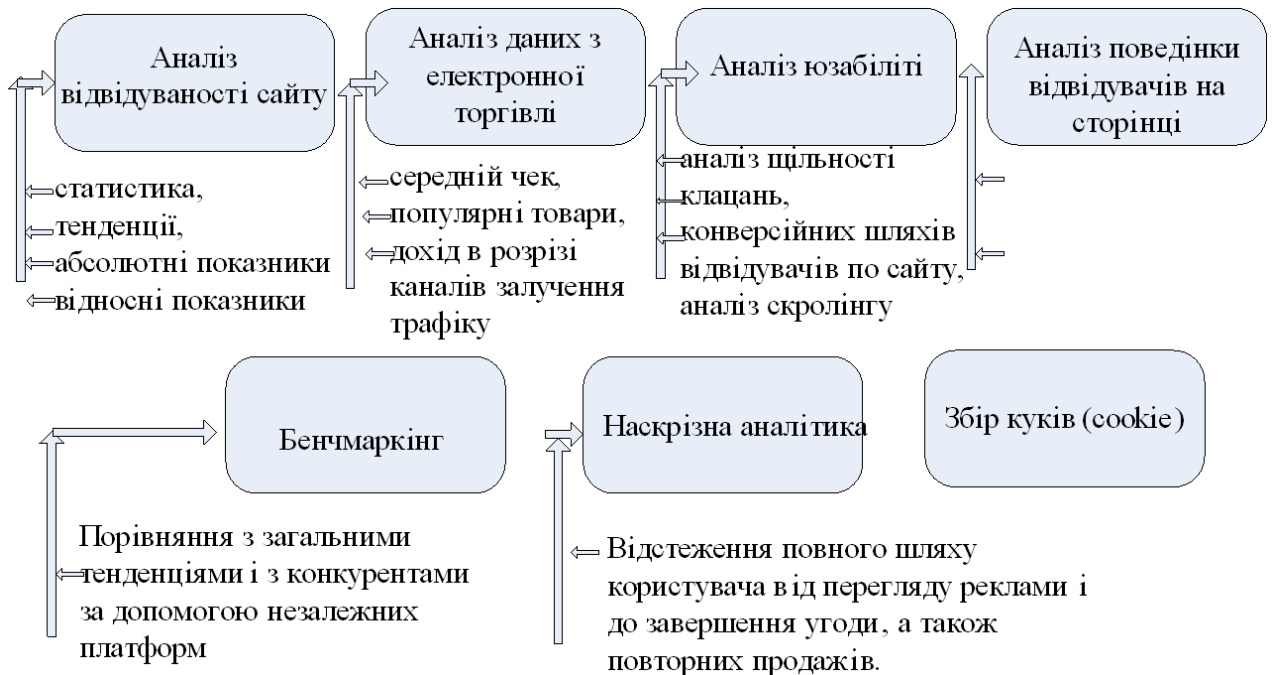 Аналіз
відвідуваності сайту
Аналіз даних з
електронної
торгівлі
Аналіз юзабіліті
Аналіз поведінки
відвідувачів на
сторінці
статистика,
тенденції,
абсолютні показники
відносні показники
середній чек,
популярні товари,
дохід в розрізі
каналів залучення
трафіку
аналіз щільності
клацань,
конверсійних шляхів
відвідувачів по сайту,
аналіз скролінгу
Бенчмаркінг
Наскрізна аналітика
Збір куків (cookie)
Порівняння з загальними
тенденціями і з конкурентами
за допомогою незалежних
платформ
Відстеження повного шляху
користувача від перегляду реклами і
до завершення угоди, а також
повторних продажів.